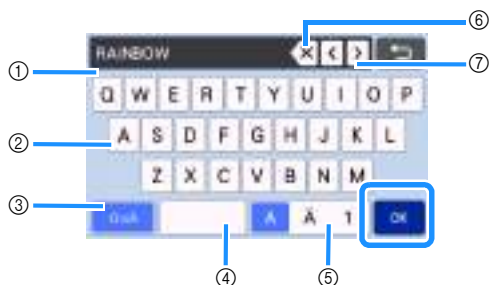 ⑥
RAINBOW
⑦
①
Q W E R T Y U I O P
②
A S D F G H J K L
Z X C V B N M
③
A Ä 1 OK
④ ⑤